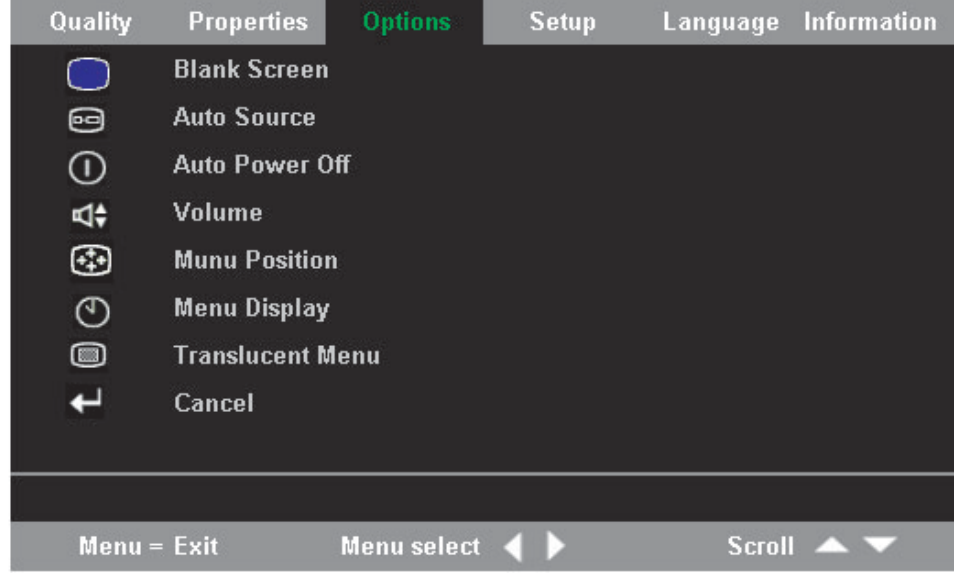 Quality Properties Options Setup Language Information
Blank Screen
Auto Source
Auto Power Off
Volume
Munu Position
Menu Display
Translucent Menu
Cancel
Menu = Exit Menu select Scroll